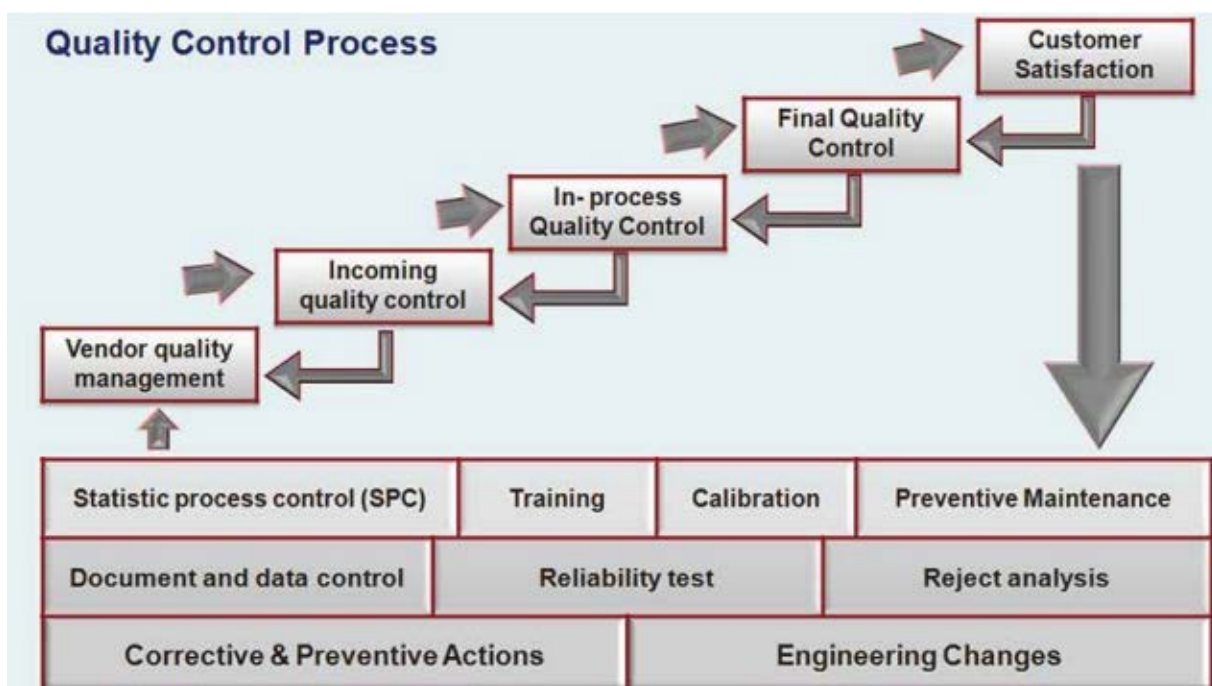 Quality Control Process
Customer
Satisfaction
Final Quality
Control
In- process
Quality Control
Incoming
quality control
Vendor quality
management
Statistic process control (SPC)
Training
Calibration
Preventive Maintenance
Document and data control
Reliability test
Reject analysis
Corrective & Preventive Actions
Engineering Changes